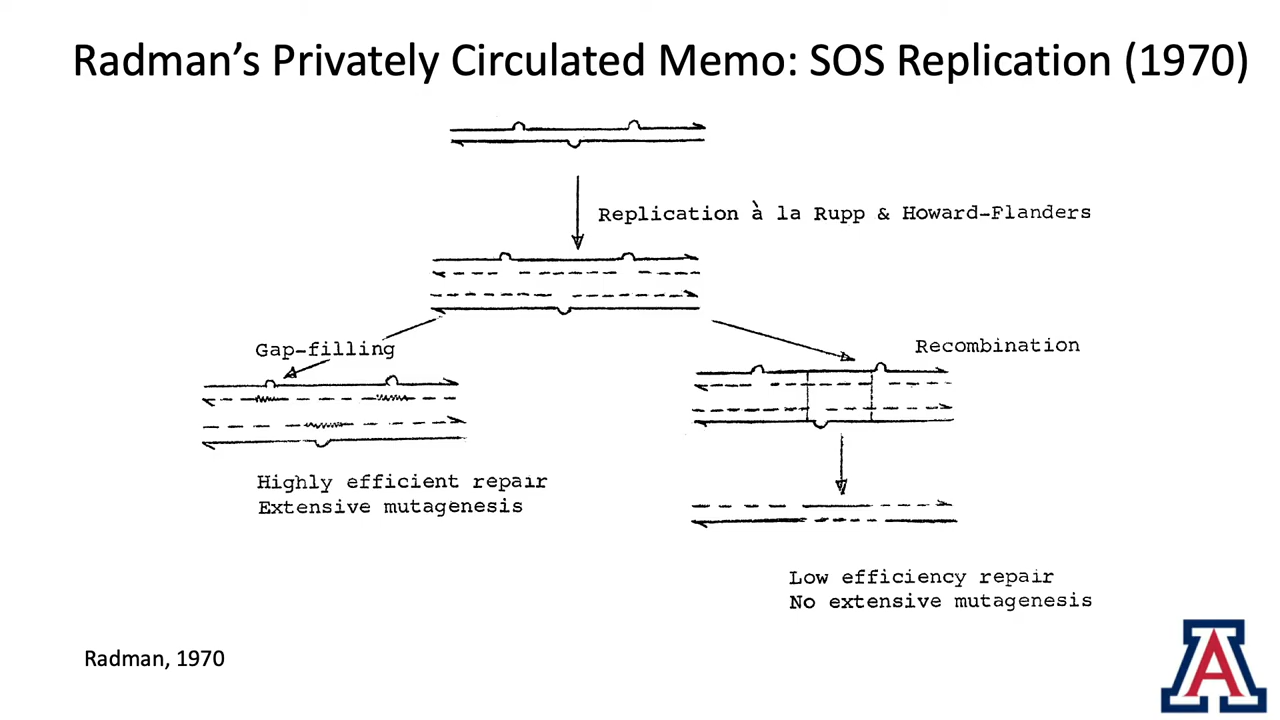 Radman’s Privately Circulated Memo: SOS Replication (1970)
Replication à la Rupp & Howard-Flanders
Gap-filling
Recombination
Highly efficient repair
Extensive mutagenesis
Low efficiency repair
No extensive mutagenesis
Radman, 1970
A